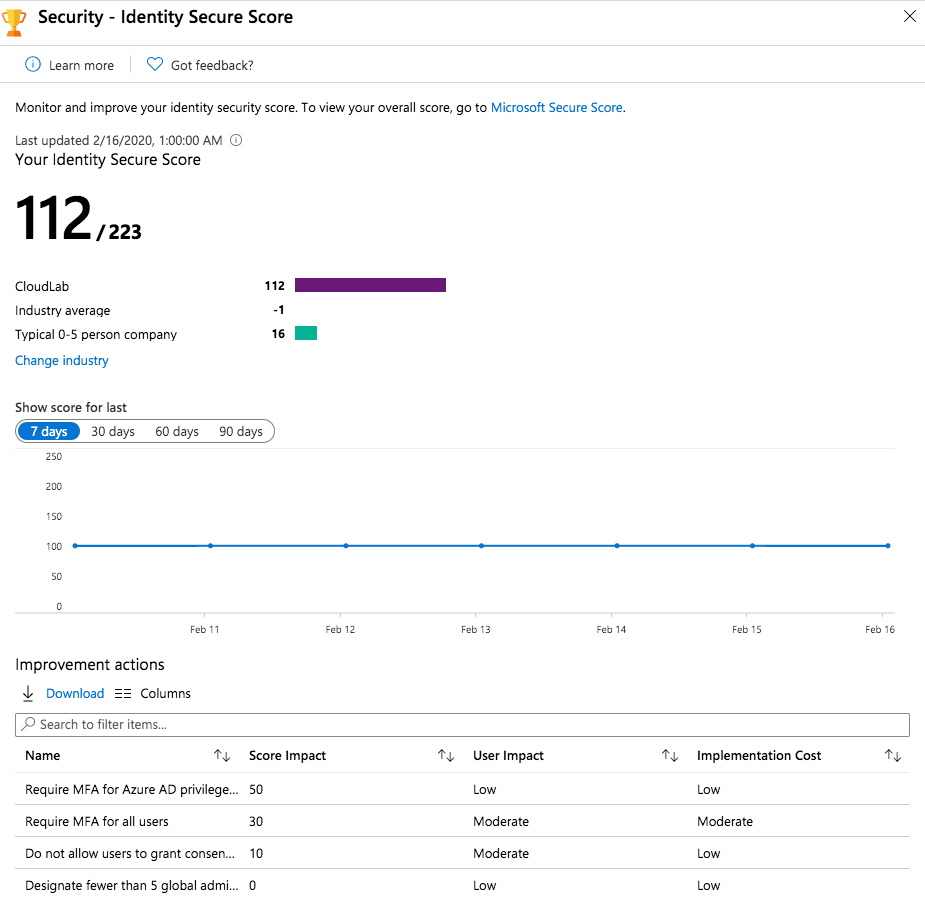 Security - Identity Secure Score
Learn more
Got feedback?
Monitor and improve your identity security score. To view your overall score, go to Microsoft Secure Score.
Last updated 2/16/2020, 1:00:00 AM
Your Identity Secure Score
112 / 223
CloudLab 112
Industry average -1
Typical 0-5 person company 16
Change industry
Show score for last
7 days 30 days 60 days 90 days
250
200
150
100
50
0
Feb 11 Feb 12 Feb 13 Feb 14 Feb 15 Feb 16
Improvement actions
Download Columns
Search to filter items...
Name Score Impact User Impact Implementation Cost
Require MFA for Azure AD privilege... 50 Low Low
Require MFA for all users 30 Moderate Moderate
Do not allow users to grant consen... 10 Moderate Low
Designate fewer than 5 global admi... 0 Low Low